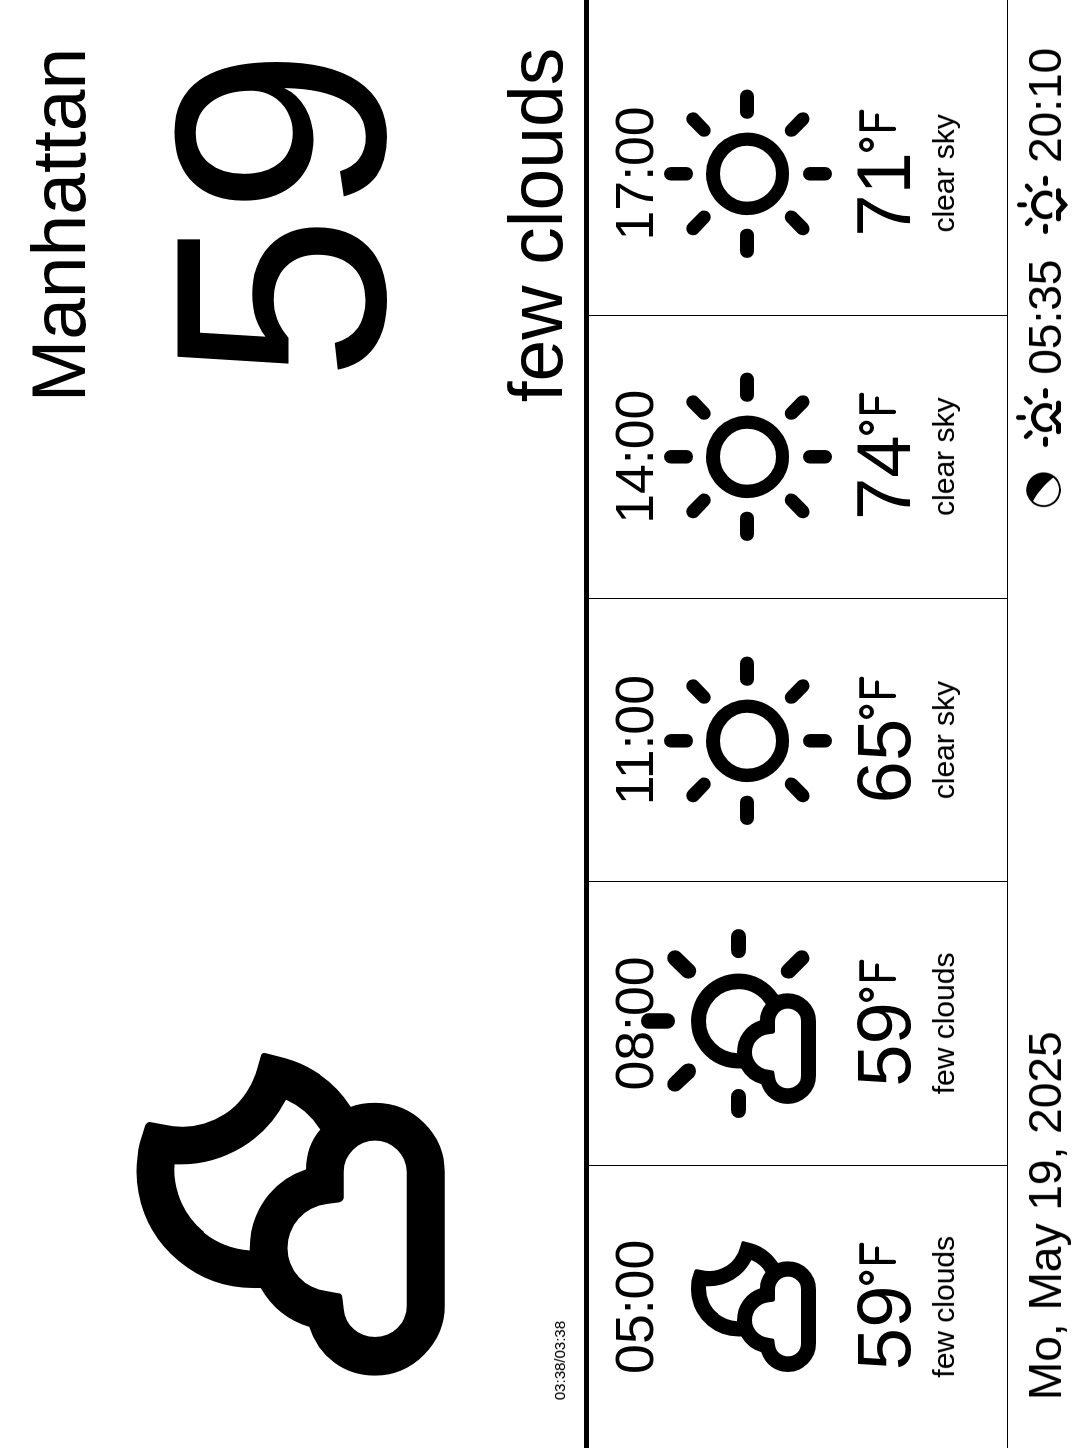 Manhattan
59
few clouds
03:38/03:38
05:00
59°F
few clouds
08:00
59°F
few clouds
11:00
65°F
clear sky
14:00
74°F
clear sky
17:00
71°F
clear sky
Mo, May 19, 2025
05:35 20:10